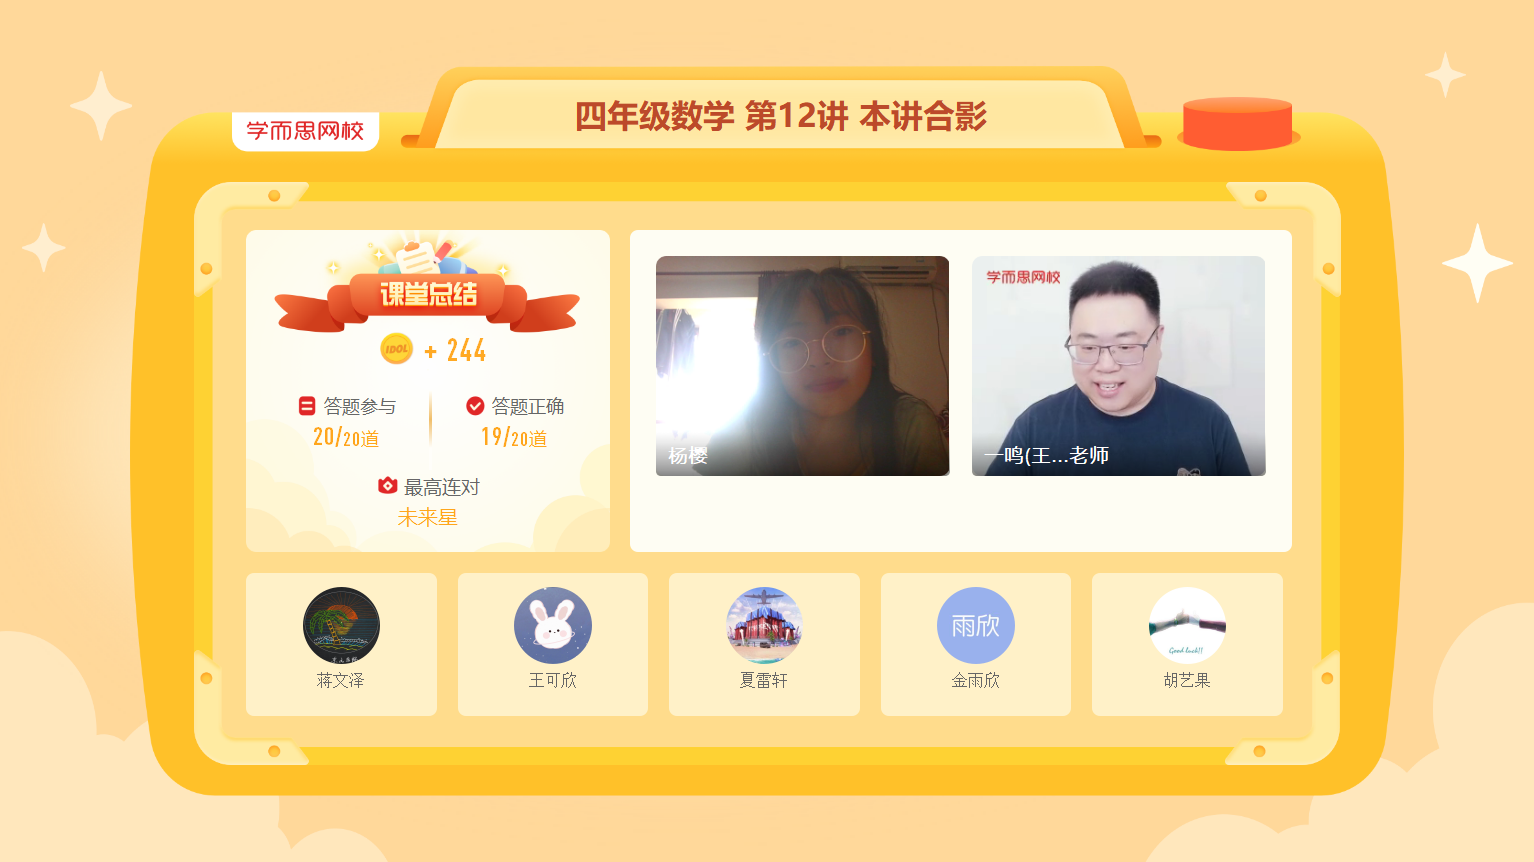 学而思网校
四年级数学 第12讲 本讲合影
课堂总结
IDOL + 244
答题参与
20/20道
答题正确
19/20道
最高连对
未来星
杨樱
学而思网校
一鸣(王...老师
蒋文泽
王可欣
夏雷轩
雨欣
金雨欣
Good luck!!
胡艺果